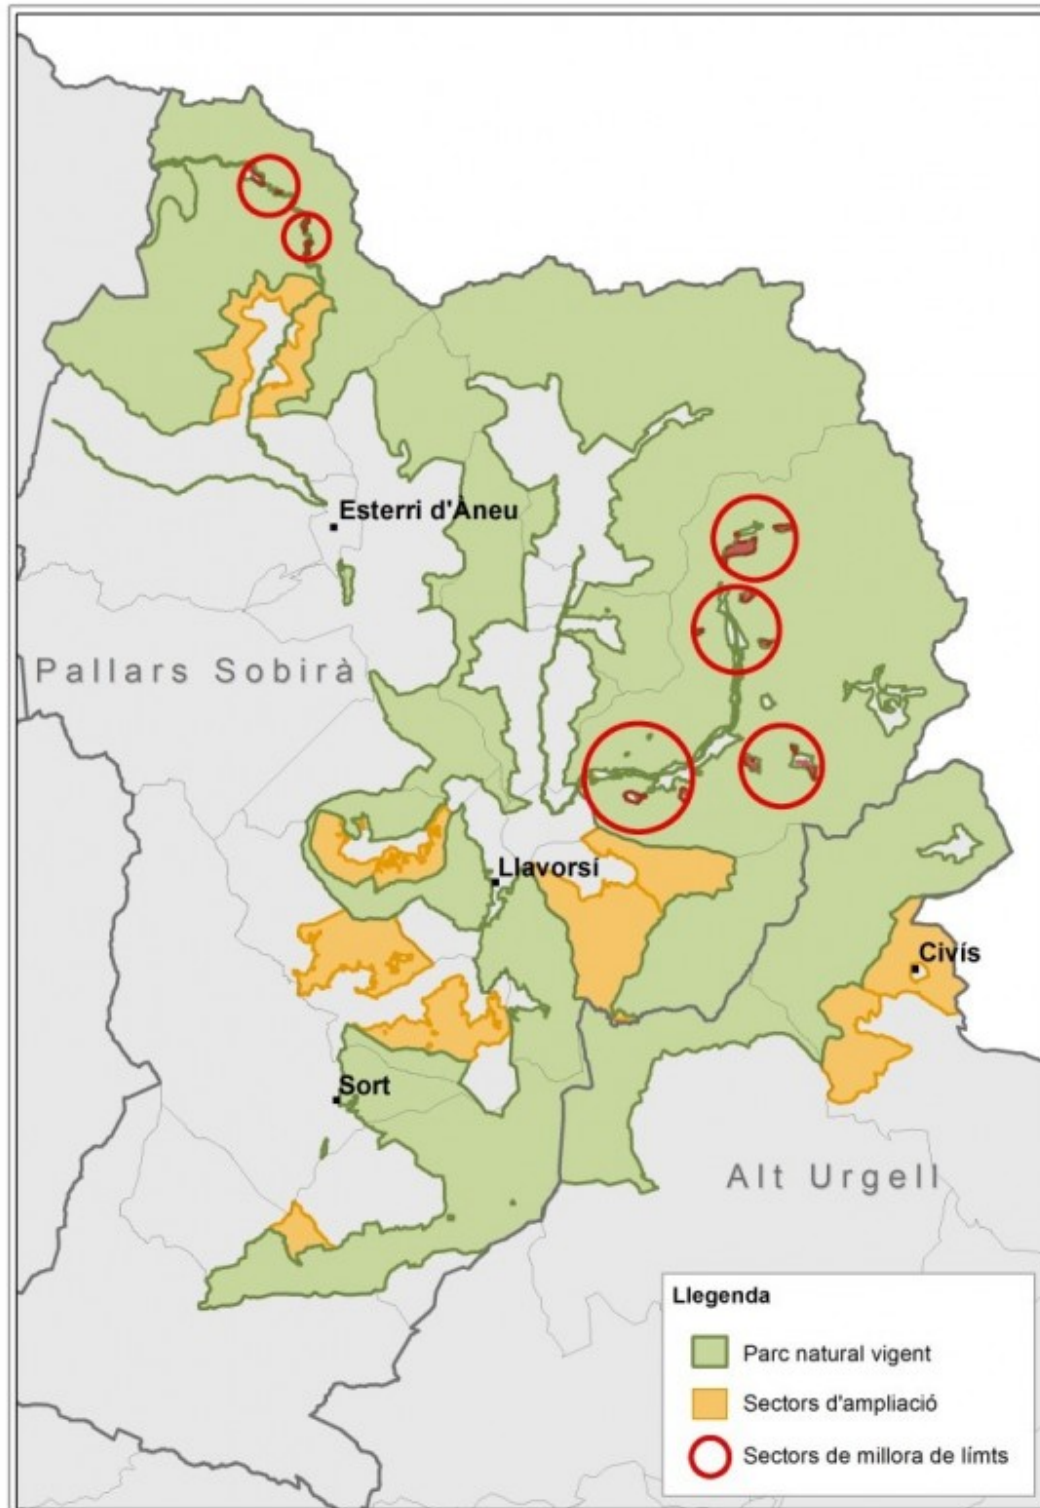 Esterri d'Àneu
Pallars Sobirà
Llavorsí
Civís
Sort
Alt Urgell
Llegenda
Parc natural vigent
Sectors d'ampliació
Sectors de millora de límts